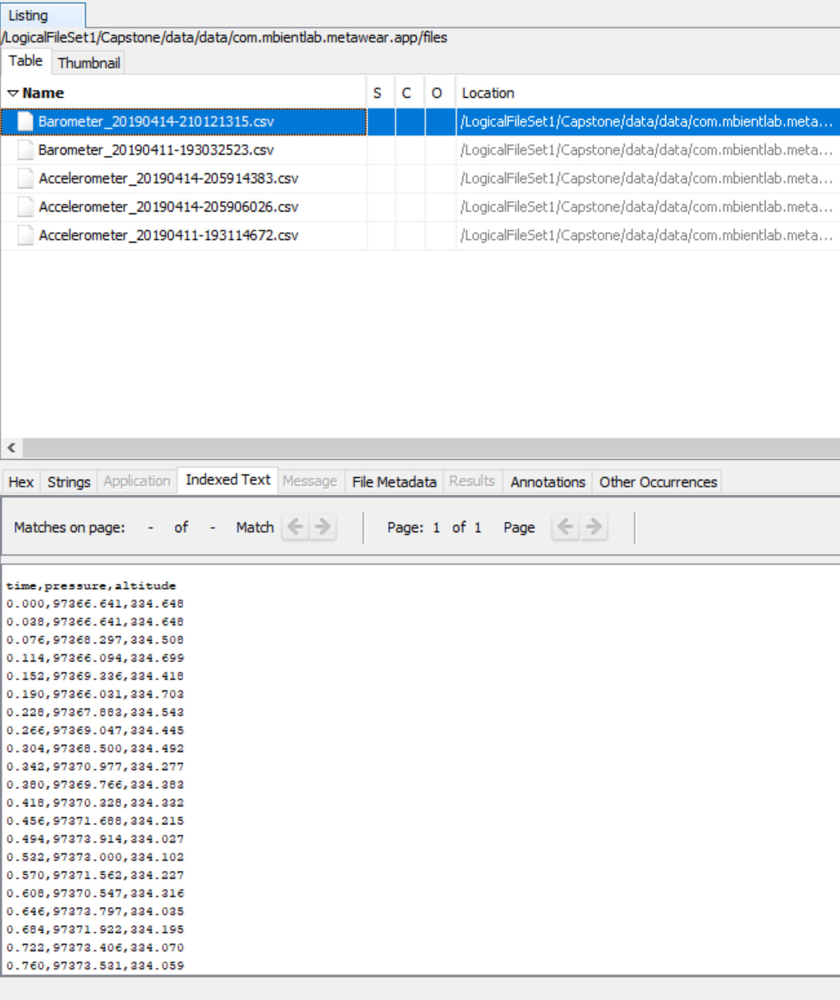 Listing
/LogicalFileSet1/Capstone/data/data/com.mbientlab.metawear.app/files
Table Thumbnail
Name S C O Location
Barometer_20190414-210121315.csv /LogicalFileSet1/Capstone/data/data/com.mbientlab.meta...
Barometer_20190411-193032523.csv /LogicalFileSet1/Capstone/data/data/com.mbientlab.meta...
Accelerometer_20190414-205914383.csv /LogicalFileSet1/Capstone/data/data/com.mbientlab.meta...
Accelerometer_20190414-205906026.csv /LogicalFileSet1/Capstone/data/data/com.mbientlab.meta...
Accelerometer_20190411-193114672.csv /LogicalFileSet1/Capstone/data/data/com.mbientlab.meta...
Hex Strings Application Indexed Text Message File Metadata Results Annotations Other Occurrences
Matches on page: - of - Match Page: 1 of 1 Page
time,pressure,altitude
0.000,97366.641,334.648
0.038,97366.641,334.648
0.076,97368.297,334.508
0.114,97366.094,334.699
0.152,97369.336,334.418
0.190,97366.031,334.703
0.228,97367.883,334.543
0.266,97369.047,334.445
0.304,97368.500,334.492
0.342,97370.977,334.277
0.380,97369.766,334.383
0.418,97370.328,334.332
0.456,97371.688,334.215
0.494,97373.914,334.027
0.532,97373.000,334.102
0.570,97371.562,334.227
0.608,97370.547,334.316
0.646,97373.797,334.035
0.684,97371.922,334.195
0.722,97373.406,334.070
0.760,97373.531,334.059